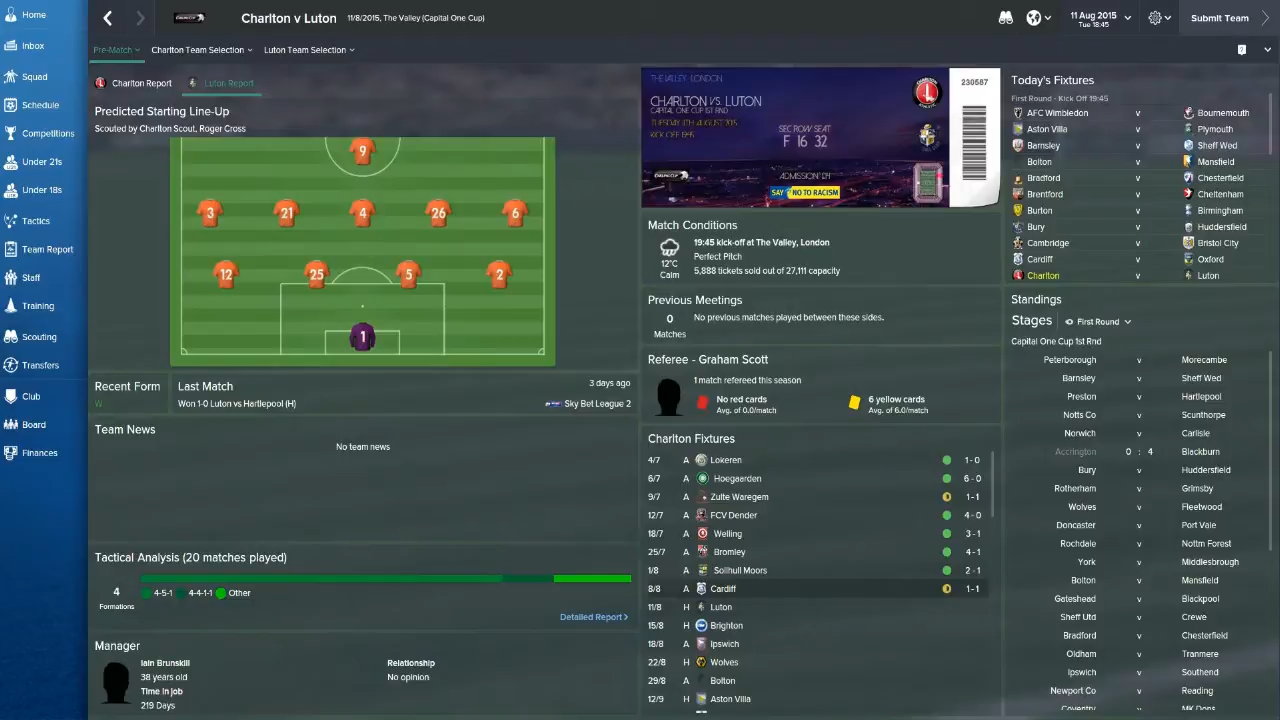 Home
Inbox
Squad
Schedule
Competitions
Under 21s
Under 18s
Tactics
Team Report
Staff
Training
Scouting
Transfers
Club
Board
Finances
Charlton v Luton
11/8/2015, The Valley (Capital One Cup)
11 Aug 2015
Tue 18:45
Submit Team
Pre-Match
Charlton Team Selection
Luton Team Selection
Charlton Report
Luton Report
Predicted Starting Line-Up
Scouted by Charlton Scout, Roger Cross
9
3 21 4 26 6
12 25 5 2
1
Recent Form
W
Last Match
3 days ago
Won 1-0 Luton vs Hartlepool (H)
Sky Bet League 2
Team News
No team news
Tactical Analysis (20 matches played)
4
Formations
4-5-1 4-4-1-1 Other
Detailed Report >
Manager
Iain Brunskill
38 years old
Time in job
219 Days
Relationship
No opinion
THE VALLEY - LONDON
CHARLTON VS. LUTON
CAPITAL ONE CUP 1ST RND
TUESDAY 11TH AUGUST 2015
KICK OFF 19:45
SEC ROW SEAT
F 16 32
SAY NO TO RACISM
230587
Match Conditions
12°C
Calm
19:45 kick-off at The Valley, London
Perfect Pitch
5,888 tickets sold out of 27,111 capacity
Previous Meetings
0
Matches
No previous matches played between these sides.
Referee - Graham Scott
1 match refereed this season
No red cards
Avg. of 0.0/match
6 yellow cards
Avg. of 6.0/match
Charlton Fixtures
4/7 A Lokeren 1-0
6/7 A Hoegaarden 6-0
9/7 A Zulte Waregem 1-1
12/7 A FCV Dender 4-0
18/7 A Welling 3-1
25/7 A Bromley 4-1
1/8 A Solihull Moors 2-1
8/8 A Cardiff 1-1
11/8 H Luton
15/8 H Brighton
18/8 A Ipswich
22/8 H Wolves
29/8 A Bolton
12/9 H Aston Villa
Today's Fixtures
First Round - Kick Off 19:45
AFC Wimbledon v Bournemouth
Aston Villa v Plymouth
Barnsley v Sheff Wed
Bolton v Mansfield
Bradford v Chesterfield
Brentford v Cheltenham
Burton v Birmingham
Bury v Huddersfield
Cambridge v Bristol City
Cardiff v Oxford
Charlton v Luton
Standings
Stages First Round
Capital One Cup 1st Rnd
Peterborough v Morecambe
Barnsley v Sheff Wed
Preston v Hartlepool
Notts Co v Scunthorpe
Norwich v Carlisle
Accrington 0 : 4 Blackburn
Bury v Huddersfield
Rotherham v Grimsby
Wolves v Fleetwood
Doncaster v Port Vale
Rochdale v Nottm Forest
York v Middlesbrough
Bolton v Mansfield
Gateshead v Blackpool
Sheff Utd v Crewe
Bradford v Chesterfield
Oldham v Tranmere
Ipswich v Southend
Newport Co v Reading
Coventry v MK Dons